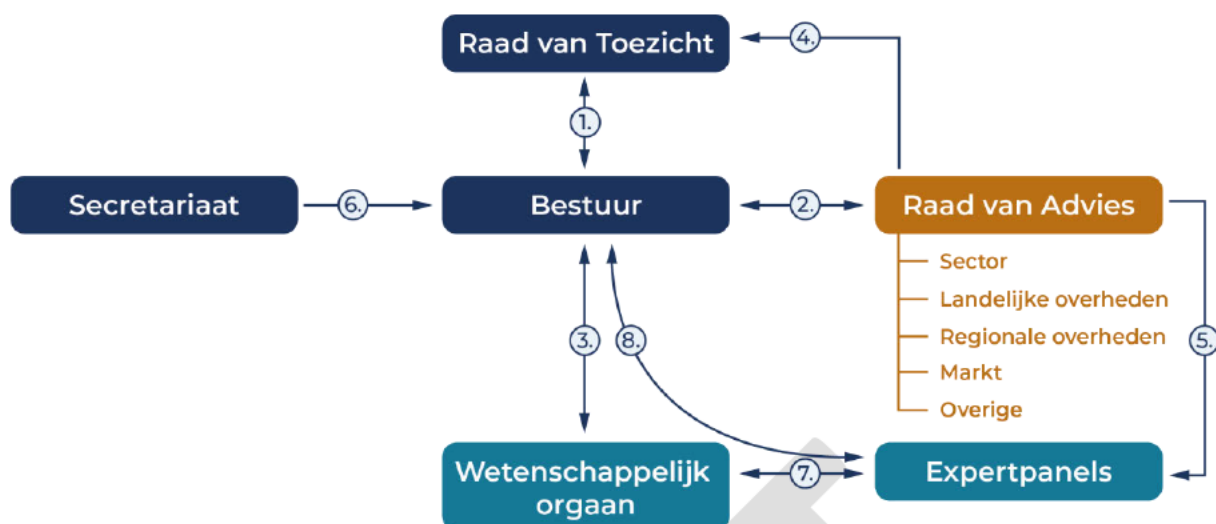 Raad van Toezicht
4.
1.
Secretariaat
6.
Bestuur
2.
Raad van Advies
Sector
Landelijke overheden
Regionale overheden
Markt
Overige
3.
8.
5.
Wetenschappelijk
orgaan
7.
Expertpanels